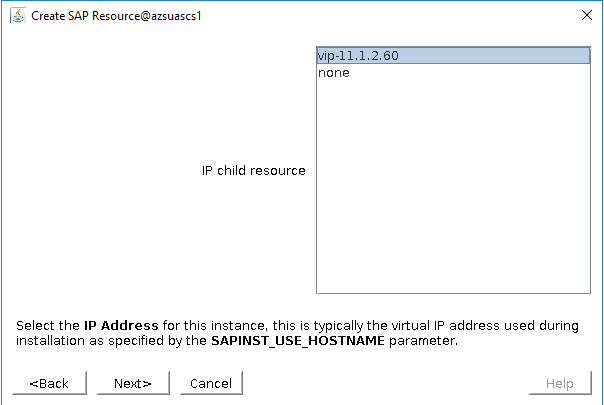 Create SAP Resource@azsuascs1
vip-11.1.2.60
none
IP child resource
Select the IP Address for this instance, this is typically the virtual IP address used during
installation as specified by the SAPINST_USE_HOSTNAME parameter.
<Back Next> Cancel Help